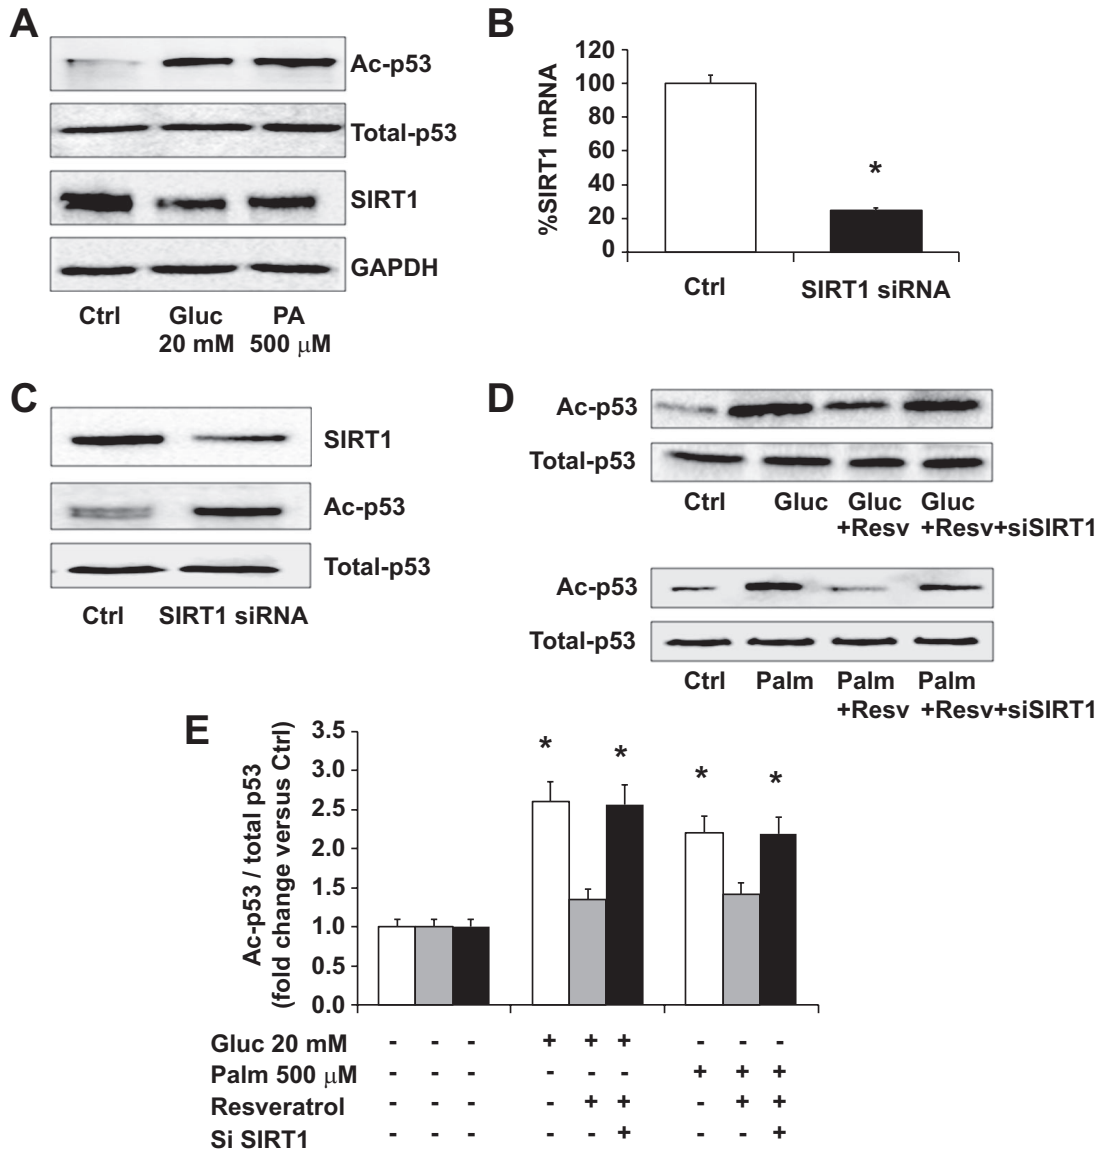 A
Ac-p53
Total-p53
SIRT1
GAPDH
Ctrl Gluc PA
20 mM 500 μM
B
%SIRT1 mRNA
120
100
80
60
40
20
0
*
Ctrl SIRT1 siRNA
C
SIRT1
Ac-p53
Total-p53
Ctrl SIRT1 siRNA
D
Ac-p53
Total-p53
Ctrl Gluc Gluc Gluc
+Resv +Resv+siSIRT1
Ac-p53
Total-p53
Ctrl Palm Palm Palm
+Resv +Resv+siSIRT1
E
Ac-p53 / total p53
(fold change versus Ctrl)
3.5
3.0
2.5
2.0
1.5
1.0
0.5
0.0
* * * *
Gluc 20 mM - - - + + + - - -
Palm 500 μM - - - - - - + + +
Resveratrol - - - - + + - + +
Si SIRT1 - - - - - + - - +